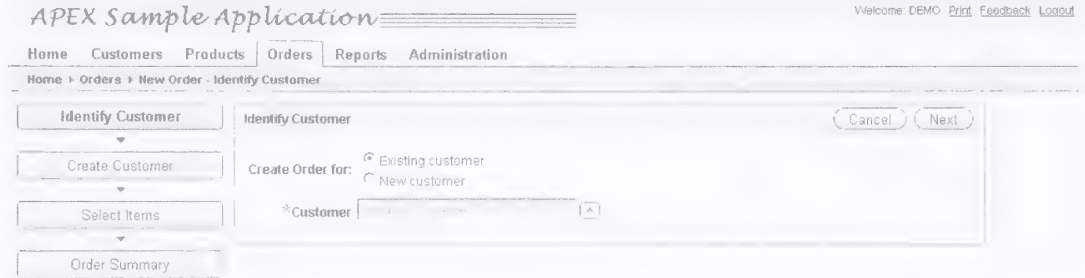 APEX Sample Application
Welcome: DEMO Print Feedback Logout
Home Customers Products Orders Reports Administration
Home Orders New Order - Identify Customer
Identify Customer
Create Customer
Select Items
Order Summary
Identify Customer
Cancel Next
Create Order for:
Existing customer
New customer
*Customer